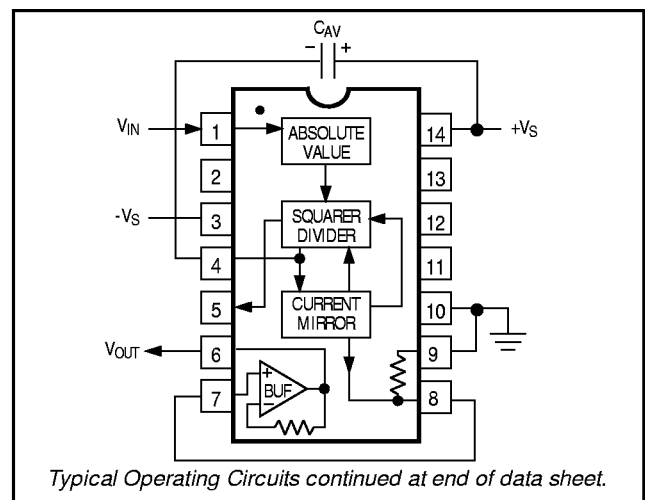 CAV
− +
VIN
1
ABSOLUTE
VALUE
14
+VS
2
13
-VS
3
SQUARER
DIVIDER
12
4
11
5
CURRENT
MIRROR
10
VOUT
6
9
7
+
BUF
−
8
Typical Operating Circuits continued at end of data sheet.